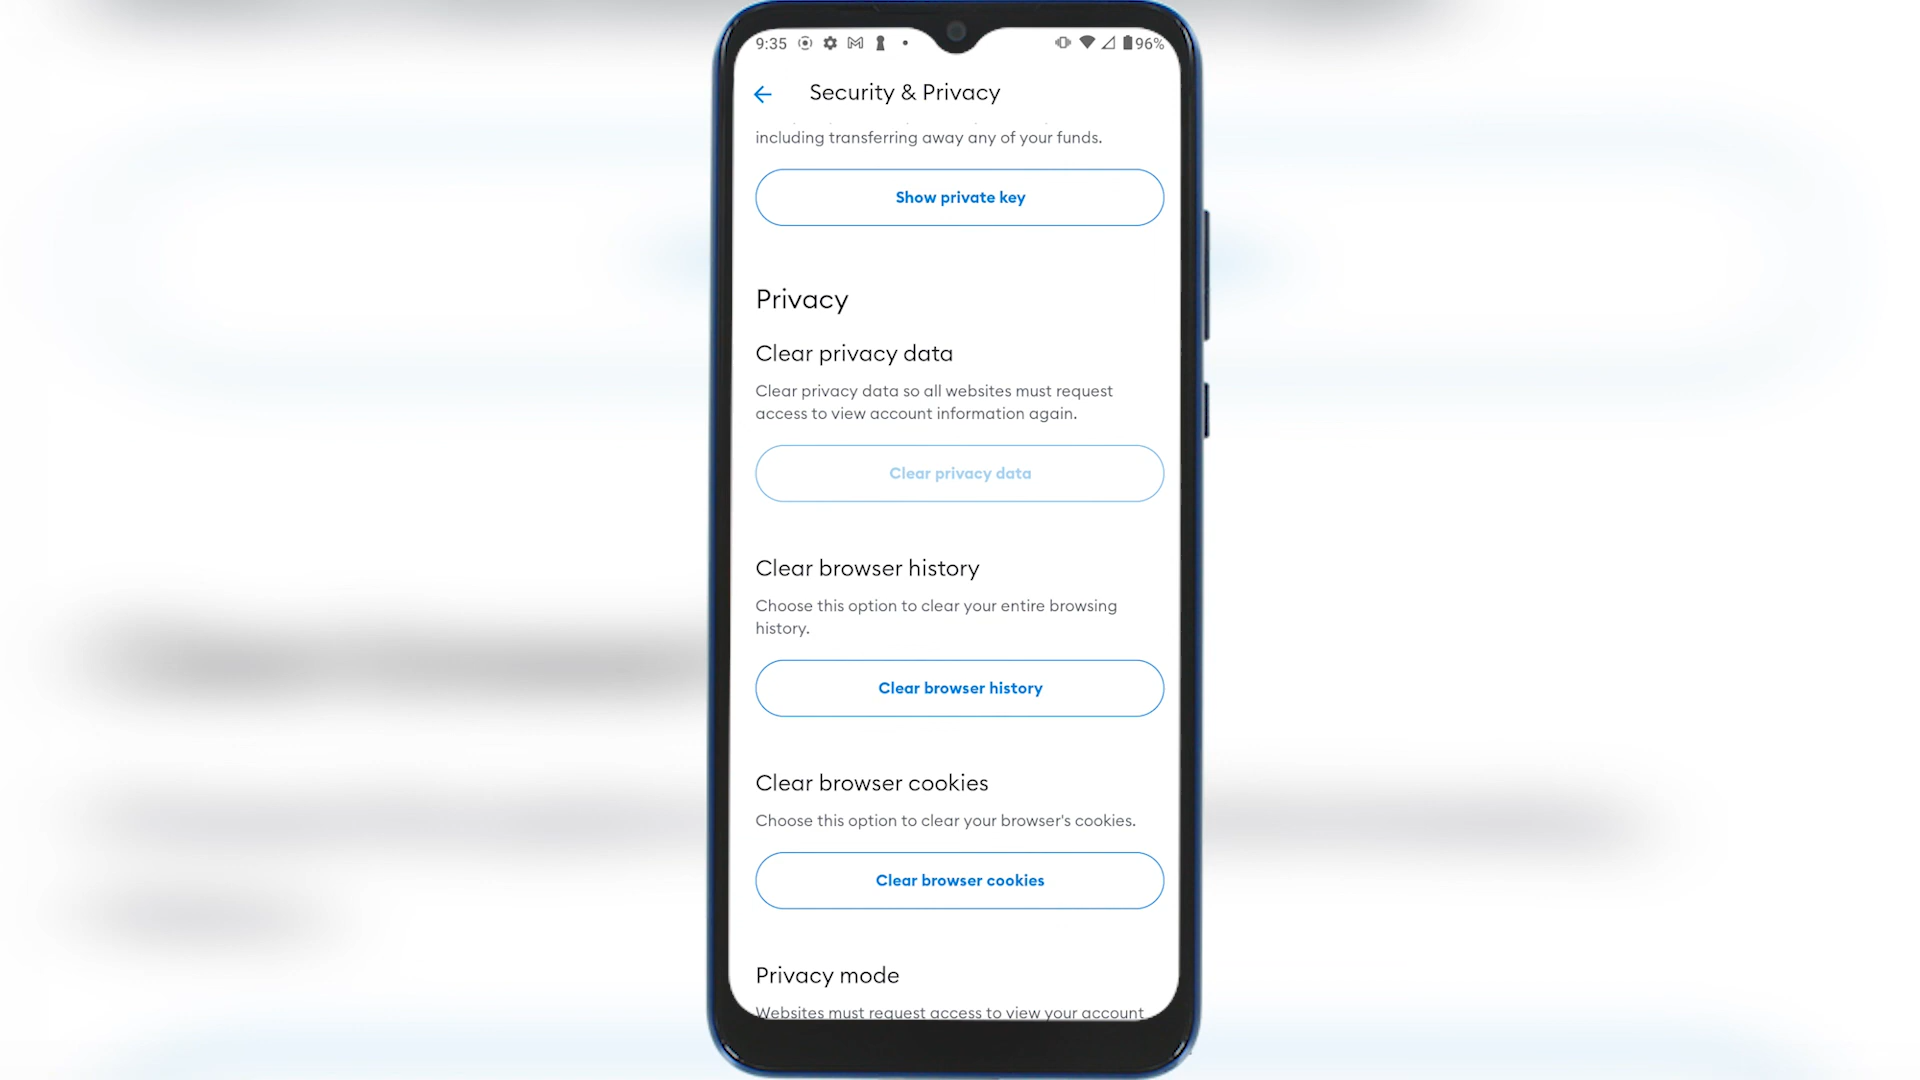 9:35
96%
Security & Privacy
including transferring away any of your funds.
Show private key
Privacy
Clear privacy data
Clear privacy data so all websites must request
access to view account information again.
Clear privacy data
Clear browser history
Choose this option to clear your entire browsing
history.
Clear browser history
Clear browser cookies
Choose this option to clear your browser's cookies.
Clear browser cookies
Privacy mode
Websites must request access to view your account